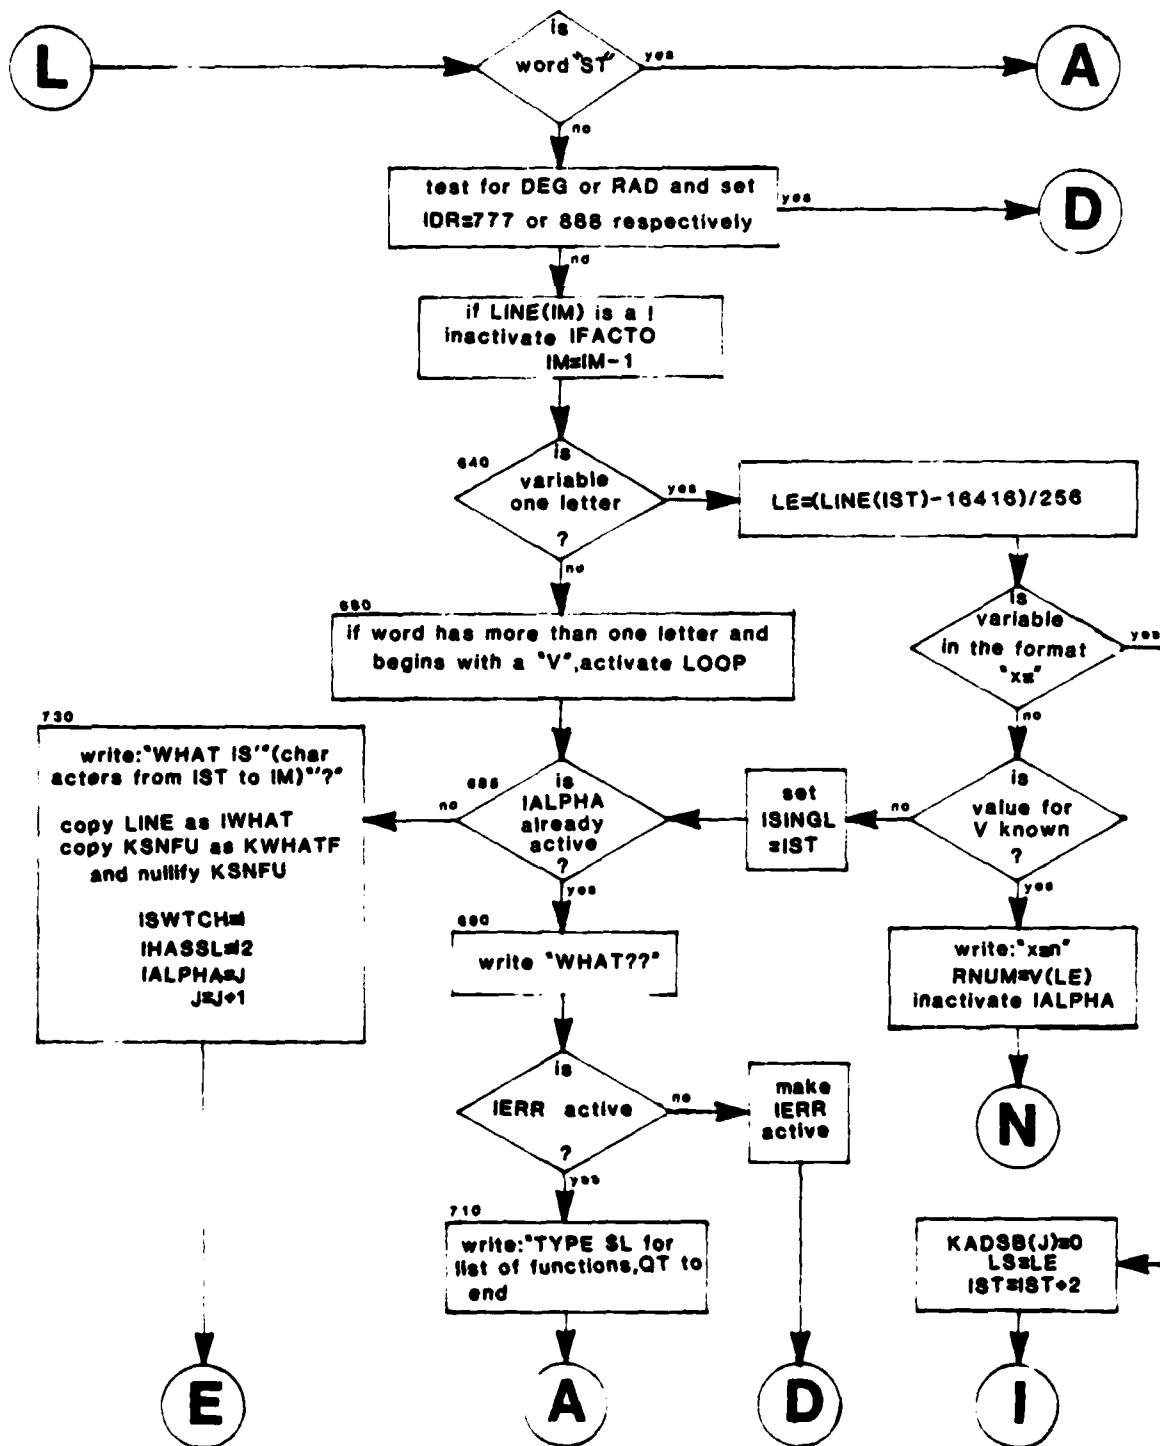 L
is
word "ST"
yes
A
no
test for DEG or RAD and set
IDR=777 or 888 respectively
yes
D
no
if LINE(IM) is a !
inactivate IFACTO
IM=IM-1
640
is
variable
one letter
?
yes
LE=(LINE(IST)-16416)/256
no
is
variable
in the format
"x="
yes
no
680
if word has more than one letter and
begins with a "V",activate LOOP
730
write:"WHAT IS'"(char
acters from IST to IM)"'?"
copy LINE as IWHAT
copy KSNFU as KWHATF
and nullify KSNFU
ISWTCH=I
IHASSL=I2
IALPHA=J
J=J+1
no
685
is
IALPHA
already
active
?
yes
set
ISINGL
=IST
no
is
value for
V known
?
yes
690
write "WHAT??"
write:"x=n"
RNUM=V(LE)
inactivate IALPHA
N
is
IERR active
?
no
make
IERR
active
yes
710
write:"TYPE SL for
list of functions,QT to
end
KADSB(J)=0
LS=LE
IST=IST+2
E
A
D
I